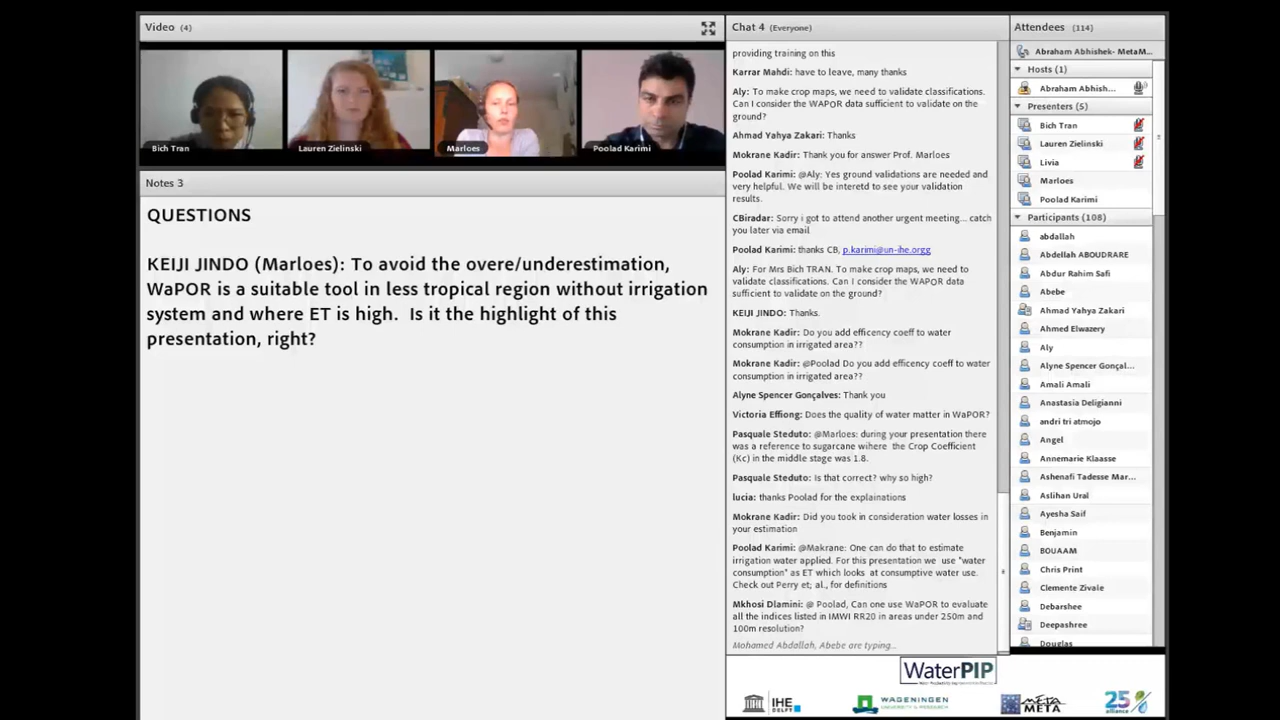 Video (4)
Bich Tran
Lauren Zielinski
Marloes
Poolad Karimi
Notes 3
QUESTIONS
KEIJI JINDO (Marloes): To avoid the overe/underestimation,
WaPOR is a suitable tool in less tropical region without irrigation
system and where ET is high. Is it the highlight of this
presentation, right?
Chat 4 (Everyone)
providing training on this
Karrar Mahdi: have to leave, many thanks
Aly: To make crop maps, we need to validate classifications.
Can I consider the WAPOR data sufficient to validate on the
ground?
Ahmad Yahya Zakari: Thanks
Mokrane Kadir: Thank you for answer Prof. Marloes
Poolad Karimi: @Aly: Yes ground validations are needed and
very helpful. We will be interetd to see your validation
results.
CBiradar: Sorry i got to attend another urgent meeting... catch
you later via email
Poolad Karimi: thanks CB, p.karimi@un-ihe.orgg
Aly: For Mrs Bich TRAN. To make crop maps, we need to
validate classifications. Can I consider the WAPOR data
sufficient to validate on the ground?
KEIJI JINDO: Thanks.
Mokrane Kadir: Do you add efficency coeff to water
consumption in irrigated area??
Mokrane Kadir: @Poolad Do you add efficency coeff to water
consumption in irrigated area??
Alyne Spencer Gonçalves: Thank you
Victoria Effiong: Does the quality of water matter in WaPOR?
Pasquale Steduto: @Marloes: during your presentation there
was a reference to sugarcane wihere the Crop Coefficient
(Kc) in the middle stage was 1.8.
Pasquale Steduto: Is that correct? why so high?
lucia: thanks Poolad for the explainations
Mokrane Kadir: Did you took in consideration water losses in
your estimation
Poolad Karimi: @Makrane: One can do that to estimate
irrigation water applied. For this presentation we use "water
consumption" as ET which looks at consumptive water use.
Check out Perry et; al., for definitions
Mkhosi Dlamini: @ Poolad, Can one use WaPOR to evaluate
all the indices listed in IMWI RR20 in areas under 250m and
100m resolution?
Mohamed Abdallah, Abebe are typing...
Attendees (114)
Abraham Abhishek- MetaM...
Hosts (1)
Abraham Abhish...
Presenters (5)
Bich Tran
Lauren Zielinski
Livia
Marloes
Poolad Karimi
Participants (108)
abdallah
Abdellah ABOUDRARE
Abdur Rahim Safi
Abebe
Ahmad Yahya Zakari
Ahmed Elwazery
Aly
Alyne Spencer Gonçal...
Amali Amali
Anastasia Deligianni
andri tri atmojo
Angel
Annemarie Klaasse
Ashenafi Tadesse Mar...
Aslihan Ural
Ayesha Saif
Benjamin
BOUAAM
Chris Print
Clemente Zivale
Debarshee
Deepashree
Douglas
WaterPIP
IHE
DELFT
WAGENINGEN
UNIVERSITY & RESEARCH
META
META
25
alliance